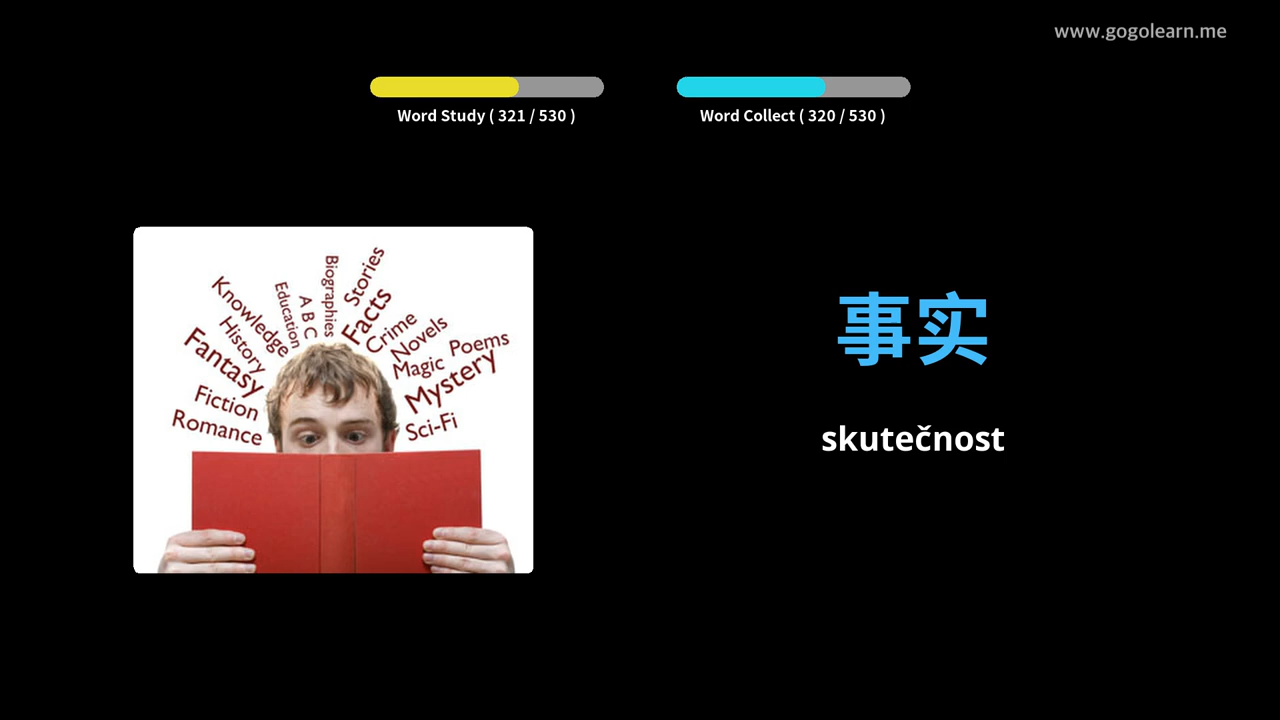 www.gogolearn.me
Word Study ( 321 / 530 )
Word Collect ( 320 / 530 )
Biographies
Stories
Education
A B C
Facts
Knowledge
Crime
History
Novels
Poems
Fantasy
Magic
Mystery
Fiction
Romance
Sci-Fi
事实
skutečnost